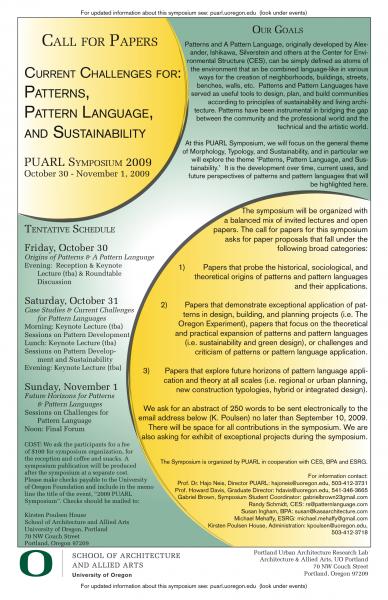 For updated information about this symposium see: puarl.uoregon.edu  (look under events)
CALL FOR PAPERS
CURRENT CHALLENGES FOR:
PATTERNS,
PATTERN LANGUAGE,
AND SUSTAINABILITY
PUARL SYMPOSIUM 2009
October 30 - November 1, 2009
OUR GOALS
Patterns and A Pattern Language, originally developed by Alex-
ander, Ishikawa, Silverstein and others at the Center for Envi-
ronmental Structure (CES), can be simply defined as atoms of
the environment that an be combined language-like in various
ways for the creation of neighborhoods, buildings, streets,
benches, walls, etc.  Patterns and Pattern Languages have
served as useful tools to design, plan, and build communities
according to principles of sustainability and living archi-
tecture. Patterns have been instrumental in bridging the gap
between the community and the professional world and the
technical and the artistic world.
At this PUARL Symposium, we will focus on the general theme
of Morphology, Typology, and Sustainability, and in particular we
will explore the theme 'Patterns, Pattern Language, and Sus-
tainability.'  It is the development over time, current uses, and
future perspectives of patterns and pattern languages that will
be highlighted here.
TENTATIVE SCHEDULE
Friday, October 30
Origins of Patterns & A Pattern Language
Evening:  Reception & Keynote
Lecture (tba) & Roundtable
Discussion
Saturday, October 31
Case Studies & Current Challenges
for Pattern Languages
Morning: Keynote Lecture (tba)
Sessions on Pattern Development
Lunch: Keynote Lecture (tba)
Sessions on Pattern Develop-
ment and Sustainability
Evening: Keynote Lecture (tba)
Sunday, November 1
Future Horizons for Patterns
& Pattern Languages
Sessions on Challenges for
Pattern Language
Noon: Final Forum
COST: We ask the participants for a fee
of $100 for symposium organization, for
the reception and coffee and snacks. A
symposium publication will be produced
after the symposium at a separate cost.
Please make checks payable to the University
of Oregon Foundation and include in the memo
line the title of the event, "2009 PUARL
Symposium". Checks should be mailed to:
Kirsten Poulsen House
School of Architecture and Allied Arts
University of Oregon, Portland
70 NW Couch Street
Portland, Oregon 97209
The symposium will be organized with
a balanced mix of invited lectures and open
papers. The call for papers for this symposium
asks for paper proposals that fall under the
following broad categories:
1) Papers that probe the historical, sociological, and
theoretical origins of patterns and pattern languages
and their applications.
2) Papers that demonstrate exceptional application of pat-
terns in design, building, and planning projects (i.e. The
Oregon Experiment), papers that focus on the theoretical
and practical expansion of patterns and pattern languages
(i.e. sustainability and green design), or challenges and
criticism of patterns or pattern language application.
3) Papers that explore future horizons of pattern language appli-
cation and theory at all scales (i.e. regional or urban planning,
new construction typologies, hybrid or integrated design).
We ask for an abstract of 250 words to be sent electronically to the
email address below (K. Poulsen) no later than September 10, 2009.
There will be space for all contributions in the symposium. We are
also asking for exhibit of exceptional projects during the symposium.
The Symposium is organized by PUARL in cooperation with CES, BPA and ESRG.
For information contact:
Prof. Dr. Hajo Neis, Director PUARL: hajoneis@uoregon.edu, 503-412-3731
Prof. Howard Davis, Graduate Director: hdavis@uoregon.edu, 541-346-3665
Gabriel Brown, Symposium Student Coordinator: gabrielbrown3@gmail.com
Randy Schmidt, CES: rs@patternlanguage.com
Susan Ingham, BPA: susan@kasaarchitecture.com
Michael Mehaffy, ESRG: michael.mehaffy@gmail.com
Kirsten Poulsen House, Administration: kpoulsen@uoregon.edu,
503-412-3718
O
SCHOOL OF ARCHITECTURE
AND ALLIED ARTS
University of Oregon
Portland Urban Architecture Research Lab
Architecture & Allied Arts, UO Portland
70 NW Couch Street
Portland, Oregon, 97209
For updated information about this symposium see: puarl.uoregon.edu  (look under events)